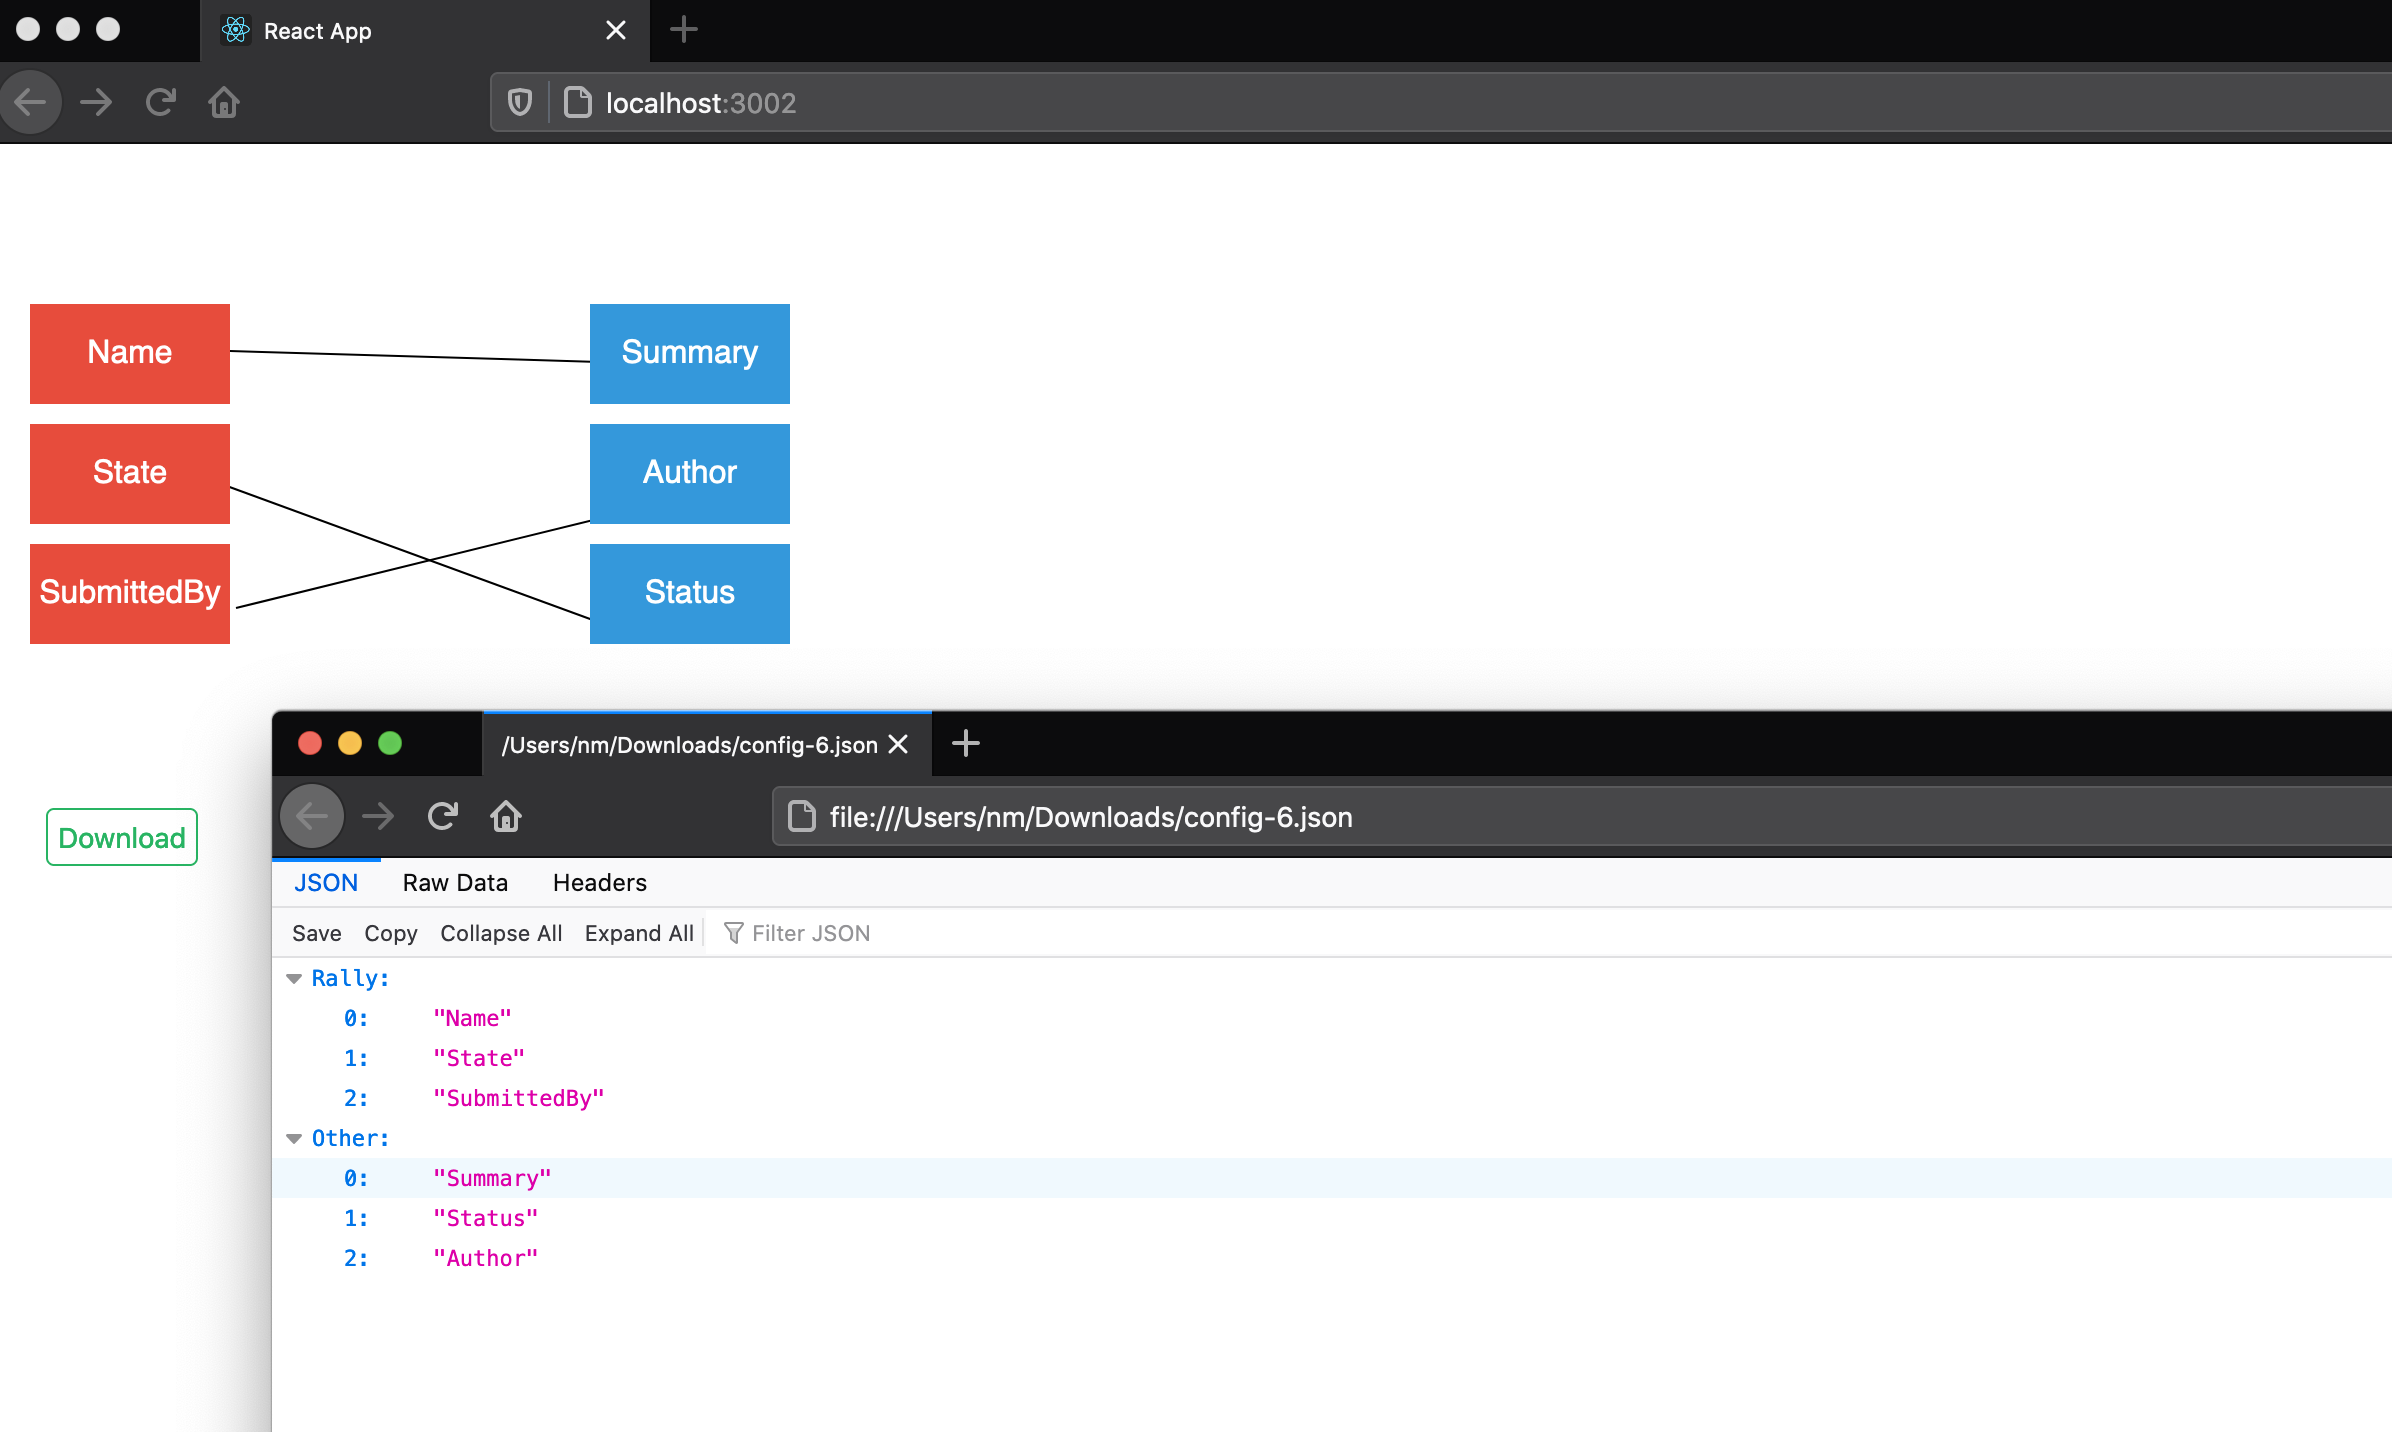 React App
localhost:3002
Name Summary
State Author
SubmittedBy Status
Download
/Users/nm/Downloads/config-6.json
file:///Users/nm/Downloads/config-6.json
JSON Raw Data Headers
Save Copy Collapse All Expand All Filter JSON
Rally:
0: "Name"
1: "State"
2: "SubmittedBy"
Other:
0: "Summary"
1: "Status"
2: "Author"